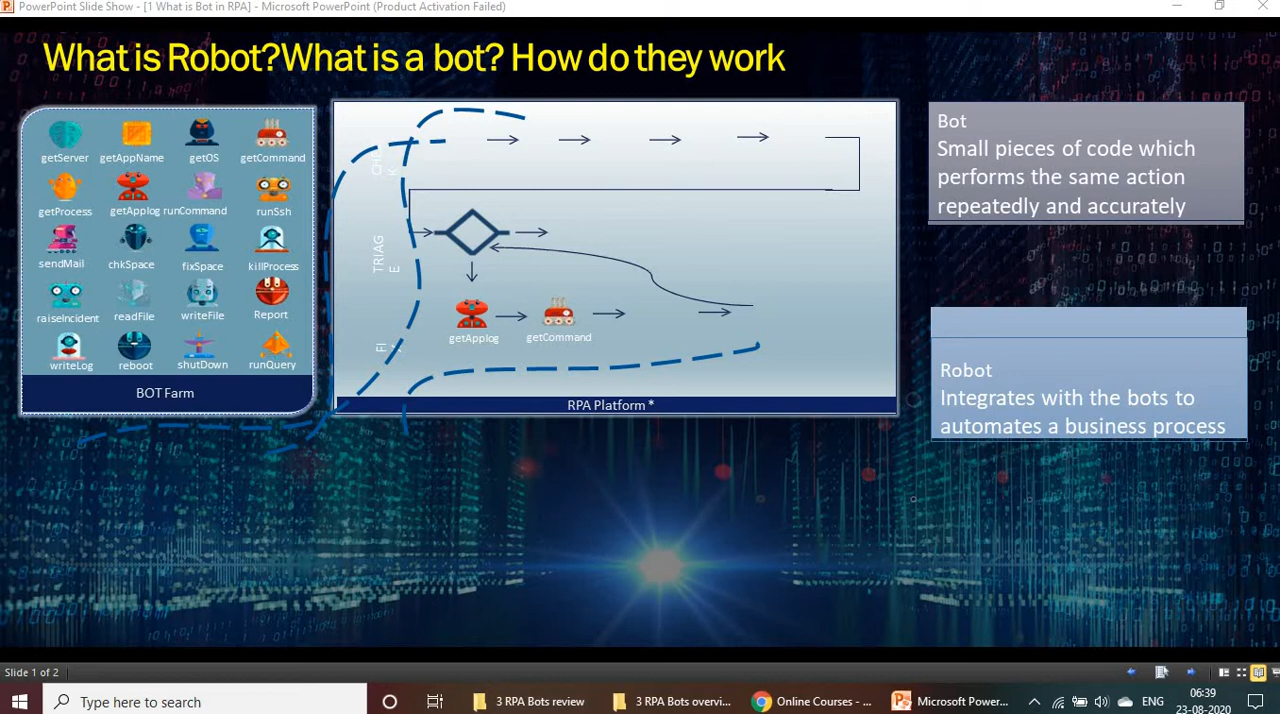 PowerPoint Slide Show - [1 What is Bot in RPA] - Microsoft PowerPoint (Product Activation Failed)
What is Robot?What is a bot? How do they work
getServer getAppName getOS getCommand
getProcess getApplog runCommand runSsh
sendMail chkSpace fixSpace killProcess
raiseIncident readFile writeFile Report
writeLog reboot shutDown runQuery
BOT Farm
TRIAG
E
getApplog getCommand
FI
RPA Platform *
Bot
Small pieces of code which
performs the same action
repeatedly and accurately
Robot
Integrates with the bots to
automates a business process
Slide 1 of 2
Type here to search
3 RPA Bots review
3 RPA Bots overvi...
Online Courses - ...
Microsoft Power...
ENG
06:39
23-08-2020